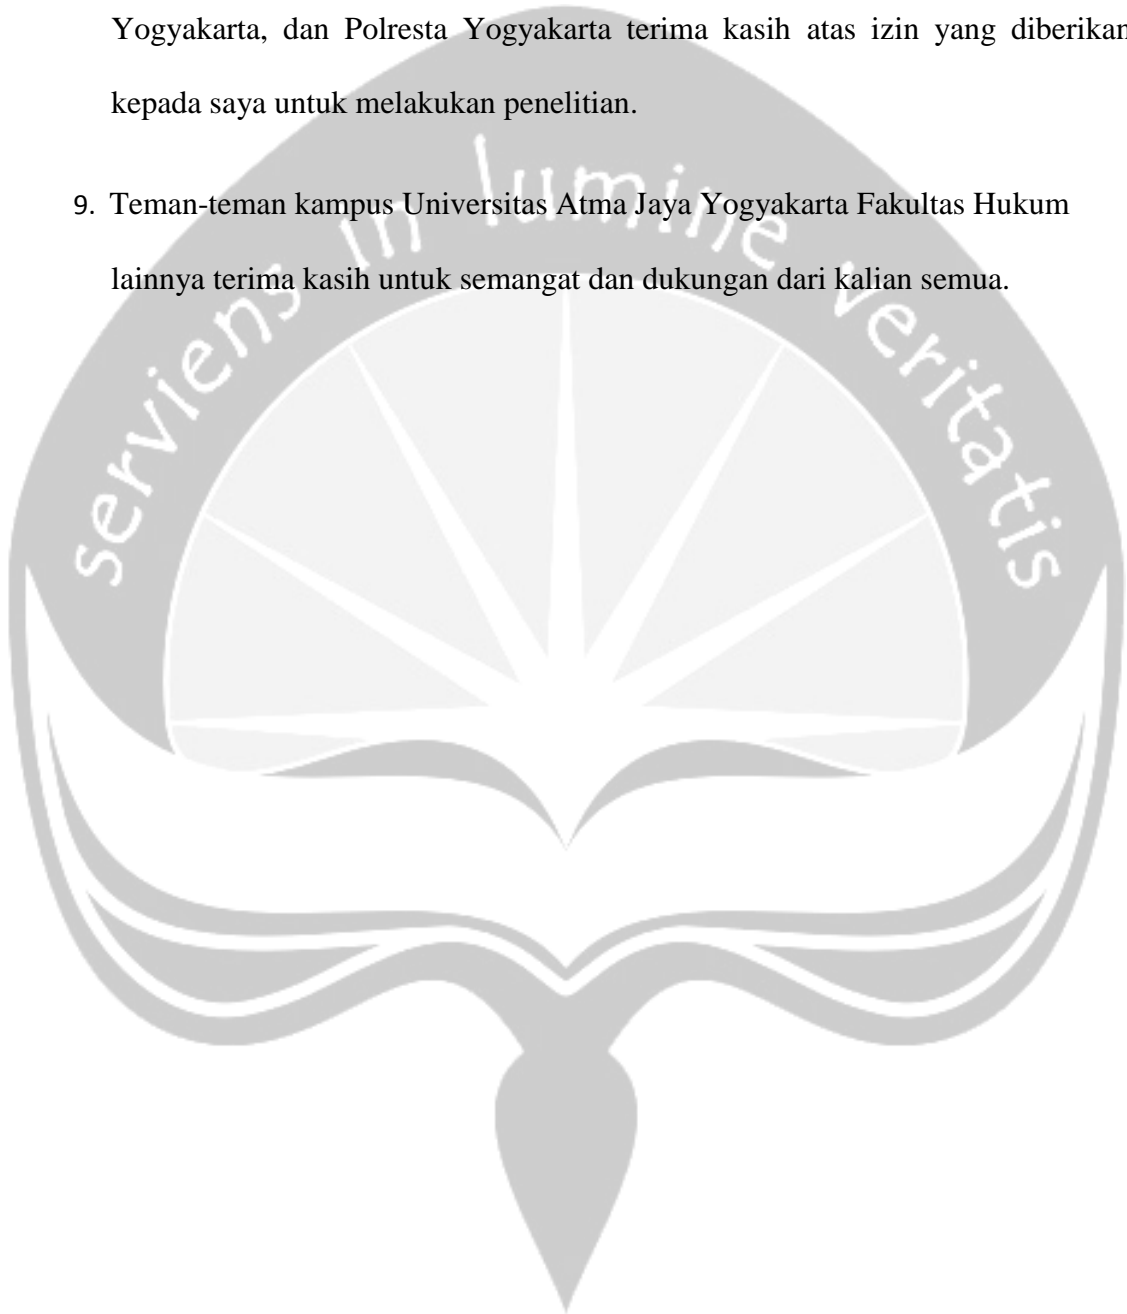 Yogyakarta, dan Polresta Yogyakarta terima kasih atas izin yang diberikan
kepada saya untuk melakukan penelitian.
9. Teman-teman kampus Universitas Atma Jaya Yogyakarta Fakultas Hukum
lainnya terima kasih untuk semangat dan dukungan dari kalian semua.
serviens in lumine veritatis